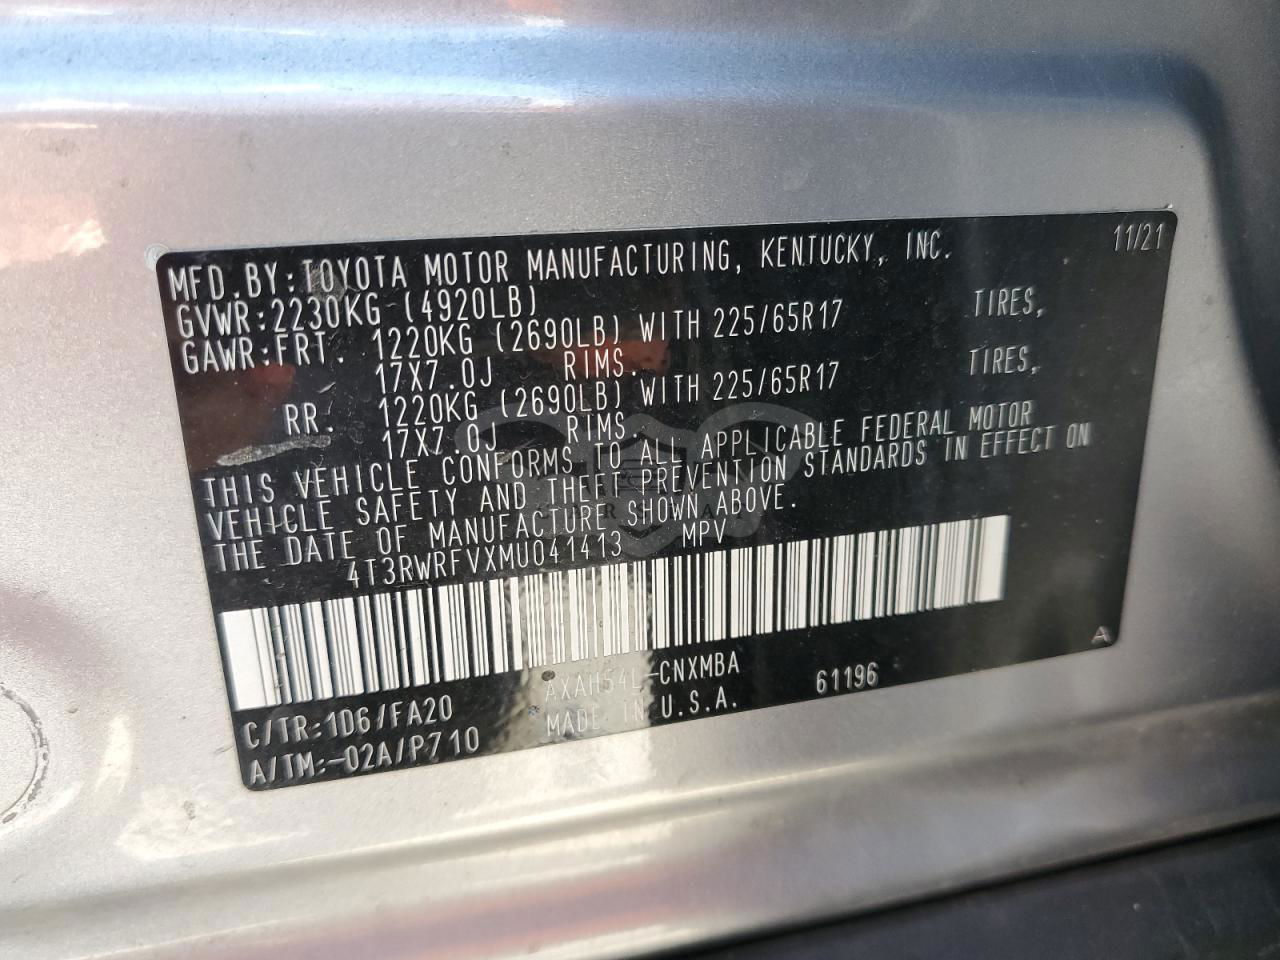 11/21
MFD.BY:TOYOTA MOTOR MANUFACTURING, KENTUCKY, INC.
GVWR:2230KG (4920LB)
GAWR:FRT. 1220KG (2690LB) WITH 225/65R17 TIRES,
17X7.0J RIMS.
RR. 1220KG (2690LB) WITH 225/65R17 TIRES,
17X7.0J RIMS
THIS VEHICLE CONFORMS TO ALL APPLICABLE FEDERAL MOTOR
VEHICLE SAFETY AND THEFT PREVENTION STANDARDS IN EFFECT ON
THE DATE OF MANUFACTURE SHOWN ABOVE.
4T3RWRFVXMU041413 MPV
A
C/TR:1D6/FA20 AXAH54L-CNXMBA 61196
A/TM:-02A/P710 MADE IN U.S.A.